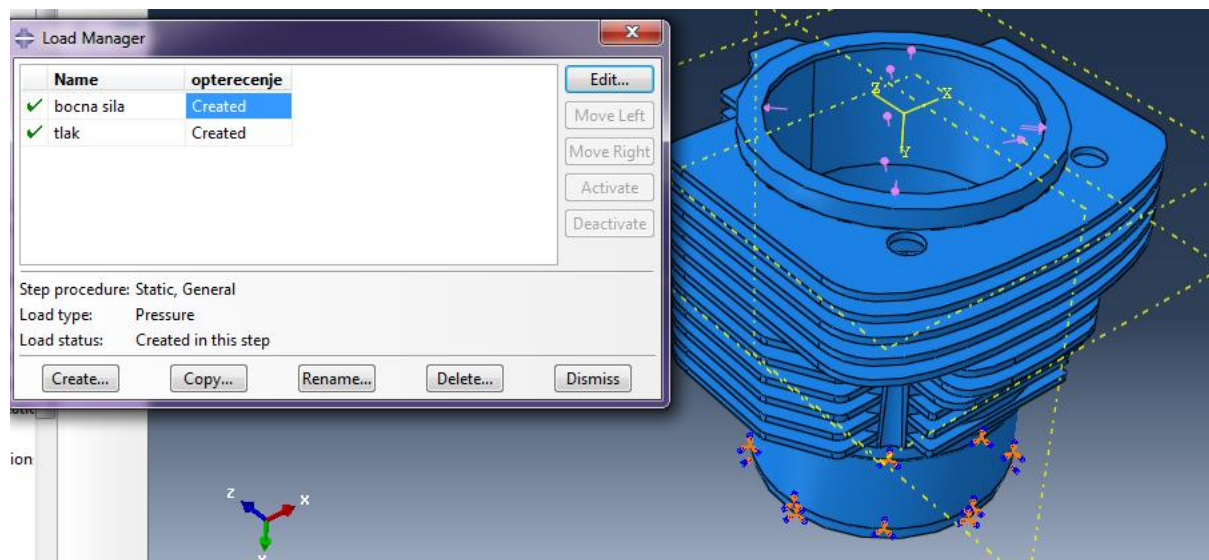 Load Manager
Name opterecenje
bocna sila Created
tlak Created
Edit...
Move Left
Move Right
Activate
Deactivate
Step procedure: Static, General
Load type: Pressure
Load status: Created in this step
Create... Copy... Rename... Delete... Dismiss
ion
Z X Y
Z X Y